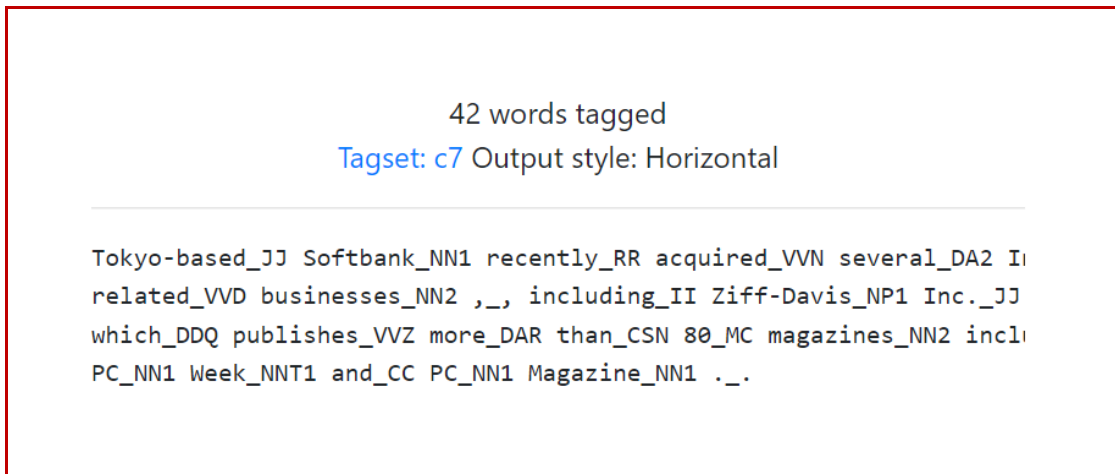 42 words tagged
Tagset: c7 Output style: Horizontal
Tokyo-based_JJ Softbank_NN1 recently_RR acquired_VVN several_DA2
related_VVD businesses_NN2 ,_, including_II Ziff-Davis_NP1 Inc._JJ
which_DDQ publishes_VVZ more_DAR than_CSN 80_MC magazines_NN2
PC_NN1 Week_NNT1 and_CC PC_NN1 Magazine_NN1 ._.